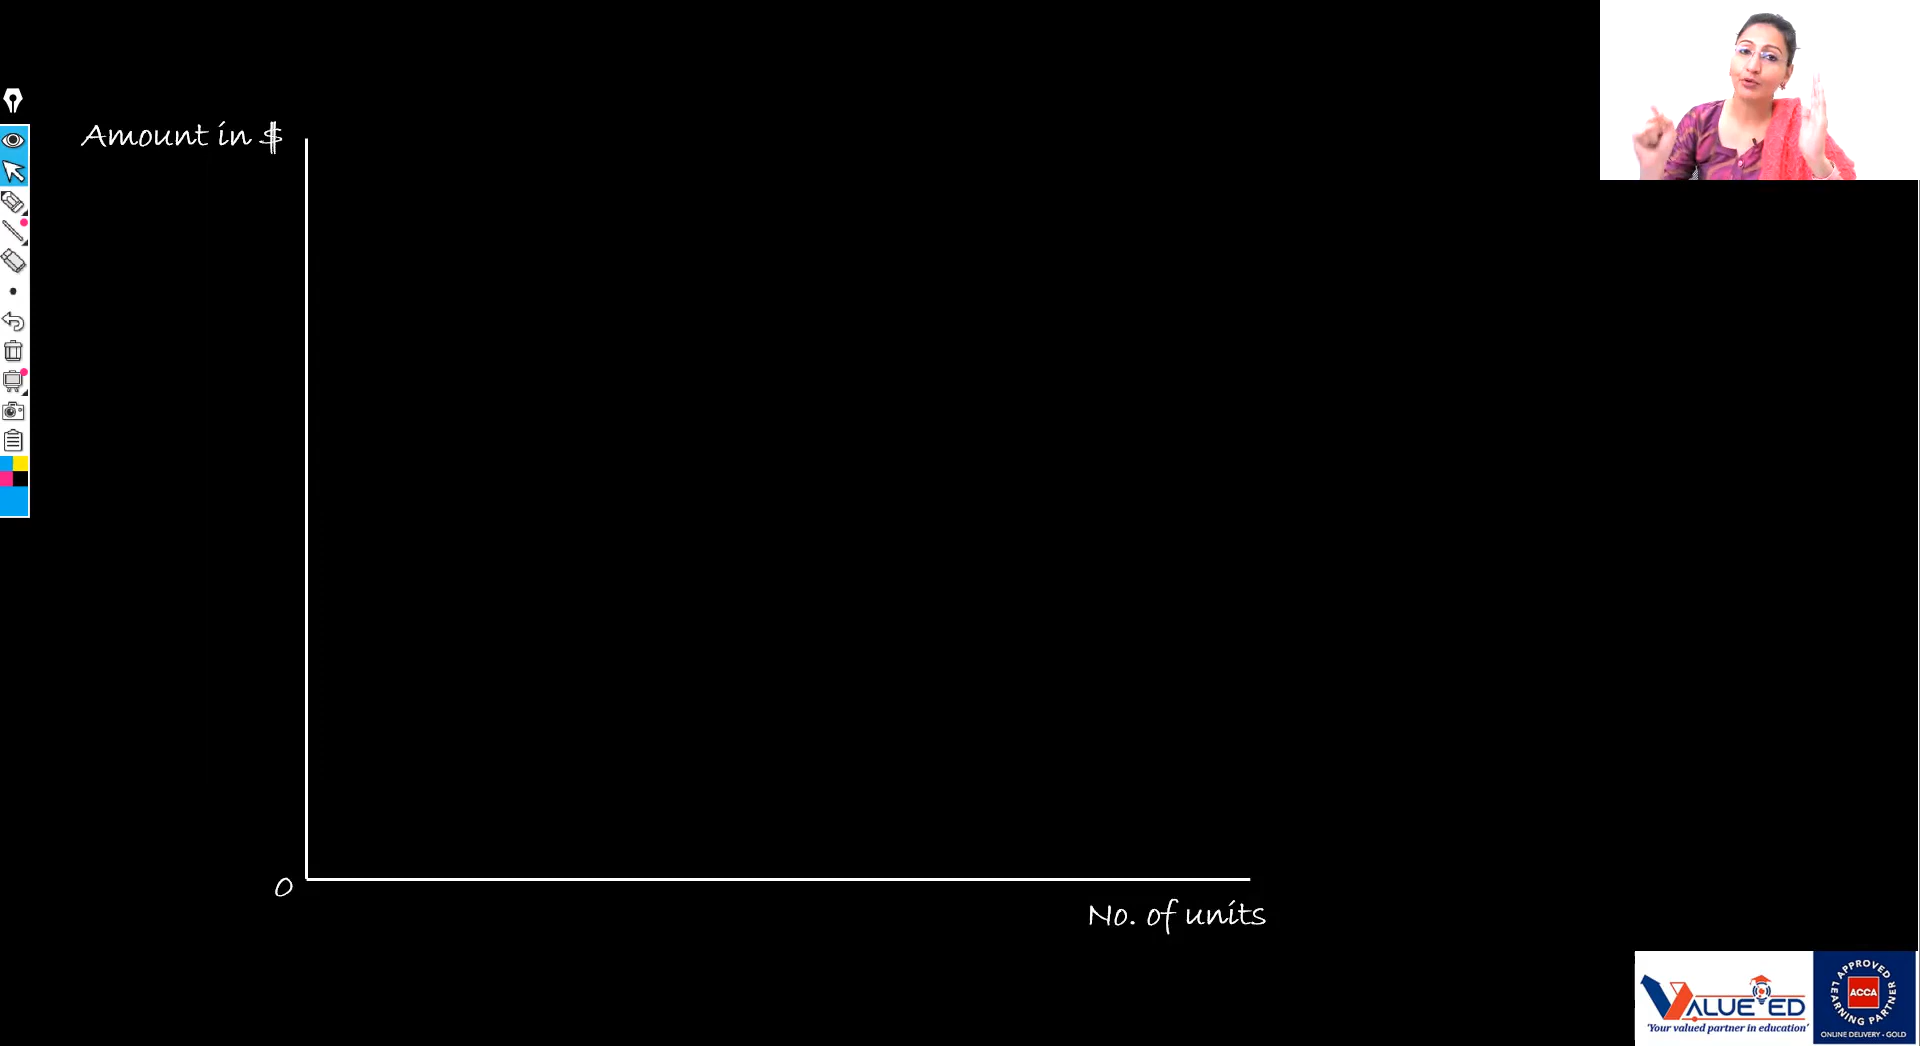 Amount in $
0
No. of units
VALUE ED
'Your valued partner in education'
APPROVED
LEARNING PARTNER
ACCA
ONLINE DELIVERY - GOLD